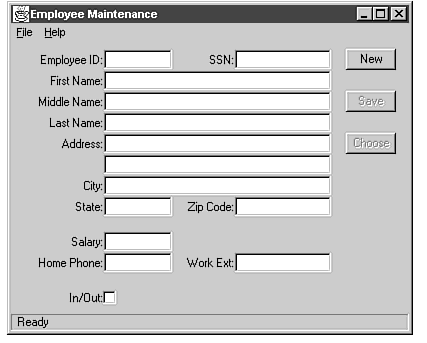 Employee Maintenance
File Help
Employee ID: SSN: New
First Name:
Middle Name: Save
Last Name:
Address: Choose
City:
State: Zip Code:
Salary:
Home Phone: Work Ext:
In/Out:
Ready